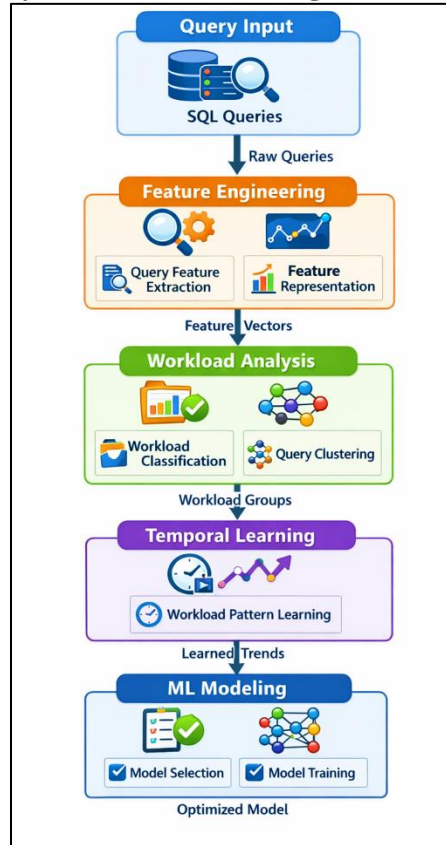 Query Input
SQL Queries
Raw Queries
Feature Engineering
Query Feature
Extraction
Feature
Representation
Feature Vectors
Workload Analysis
Workload
Classification
Query Clustering
Workload Groups
Temporal Learning
Workload Pattern Learning
Learned Trends
ML Modeling
Model Selection
Model Training
Optimized Model